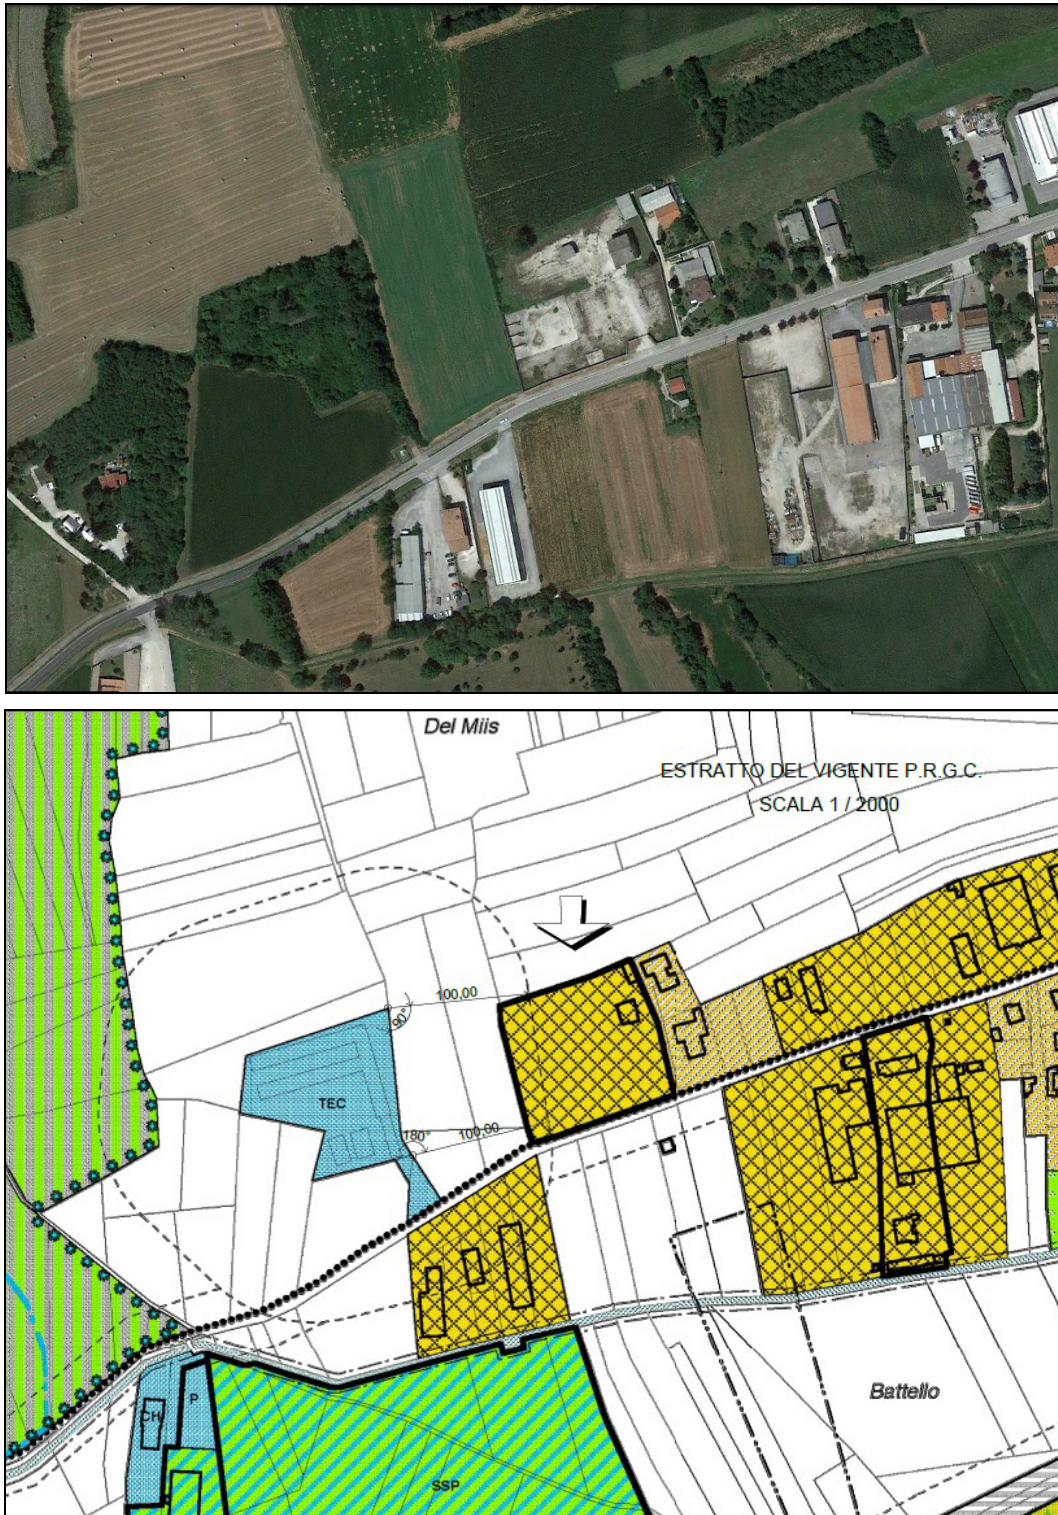 Del Miis
ESTRATTO DEL VIGENTE P.R.G.C.
SCALA 1 / 2000
100,00
90°
TEC
180°
100,00
Battello
P
CH
SSP